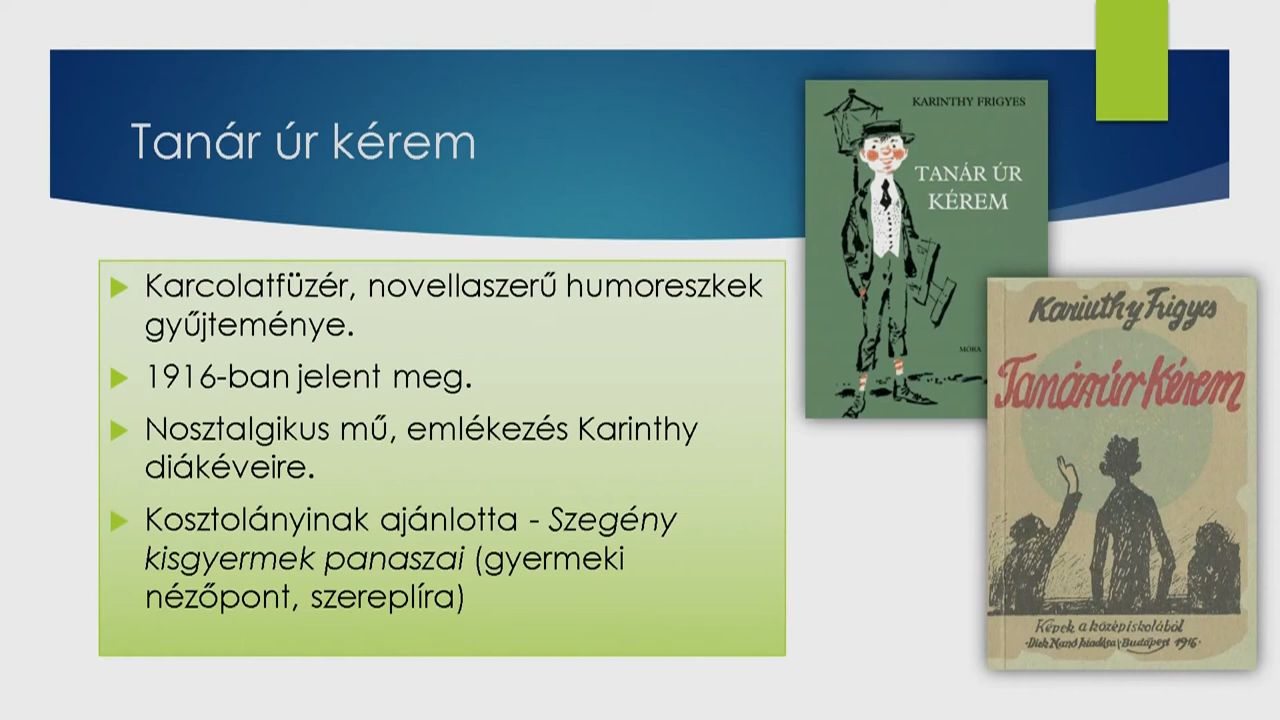 Tanár úr kérem
KARINTHY FRIGYES
TANÁR ÚR
KÉREM
MÓRA
Karcolatfüzér, novellaszerű humoreszkek
gyűjteménye.
1916-ban jelent meg.
Nosztalgikus mű, emlékezés Karinthy
diákéveire.
Kosztolányinak ajánlotta - Szegény
kisgyermek panaszai (gyermeki
nézőpont, szereplíra)
Karinthy Frigyes
Tanár úr kérem
Képek a középiskolából
·Dick Manó kiadása·Budapest 1916·